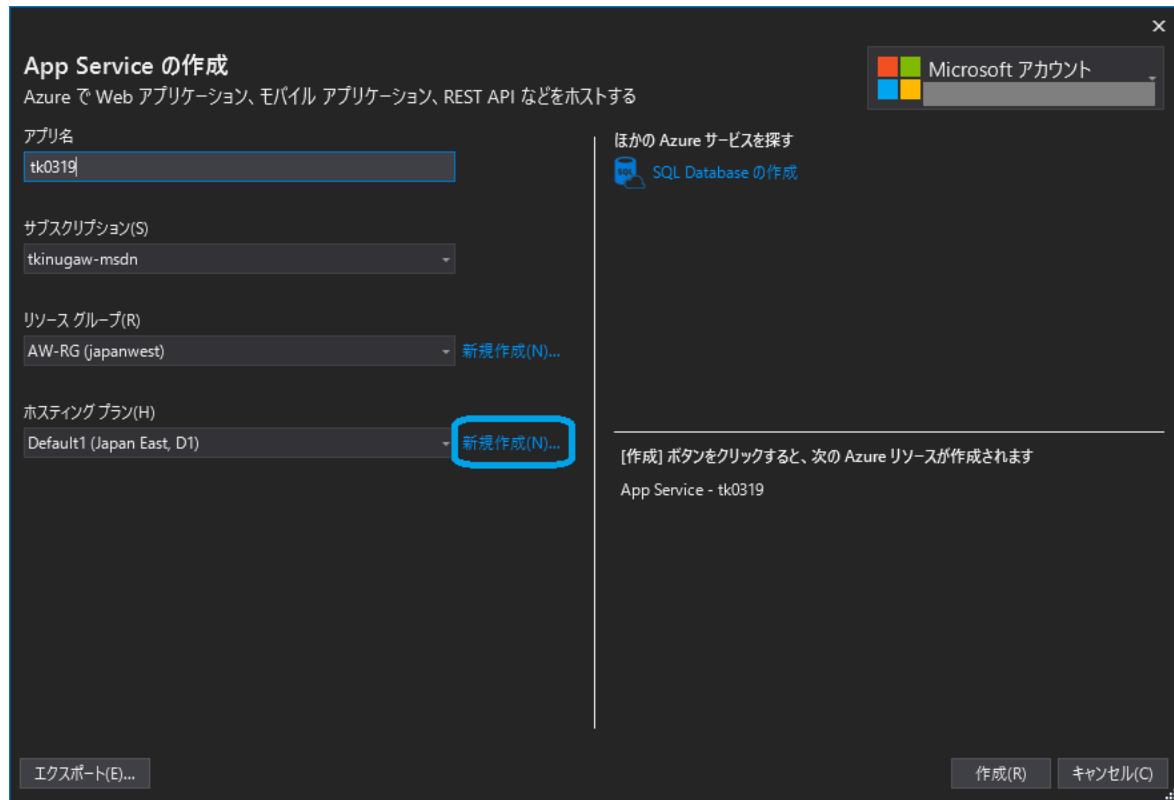 App Service の作成
Azure で Web アプリケーション、モバイル アプリケーション、REST API などをホストする
Microsoft アカウント
アプリ名
tk0319
サブスクリプション(S)
tkinugaw-msdn
リソース グループ(R)
AW-RG (japanwest)
新規作成(N)...
ホスティング プラン(H)
Default1 (Japan East, D1)
新規作成(N)...
ほかの Azure サービスを探す
SQL
SQL Database の作成
[作成] ボタンをクリックすると、次の Azure リソースが作成されます
App Service - tk0319
エクスポート(E)...
作成(R)
キャンセル(C)